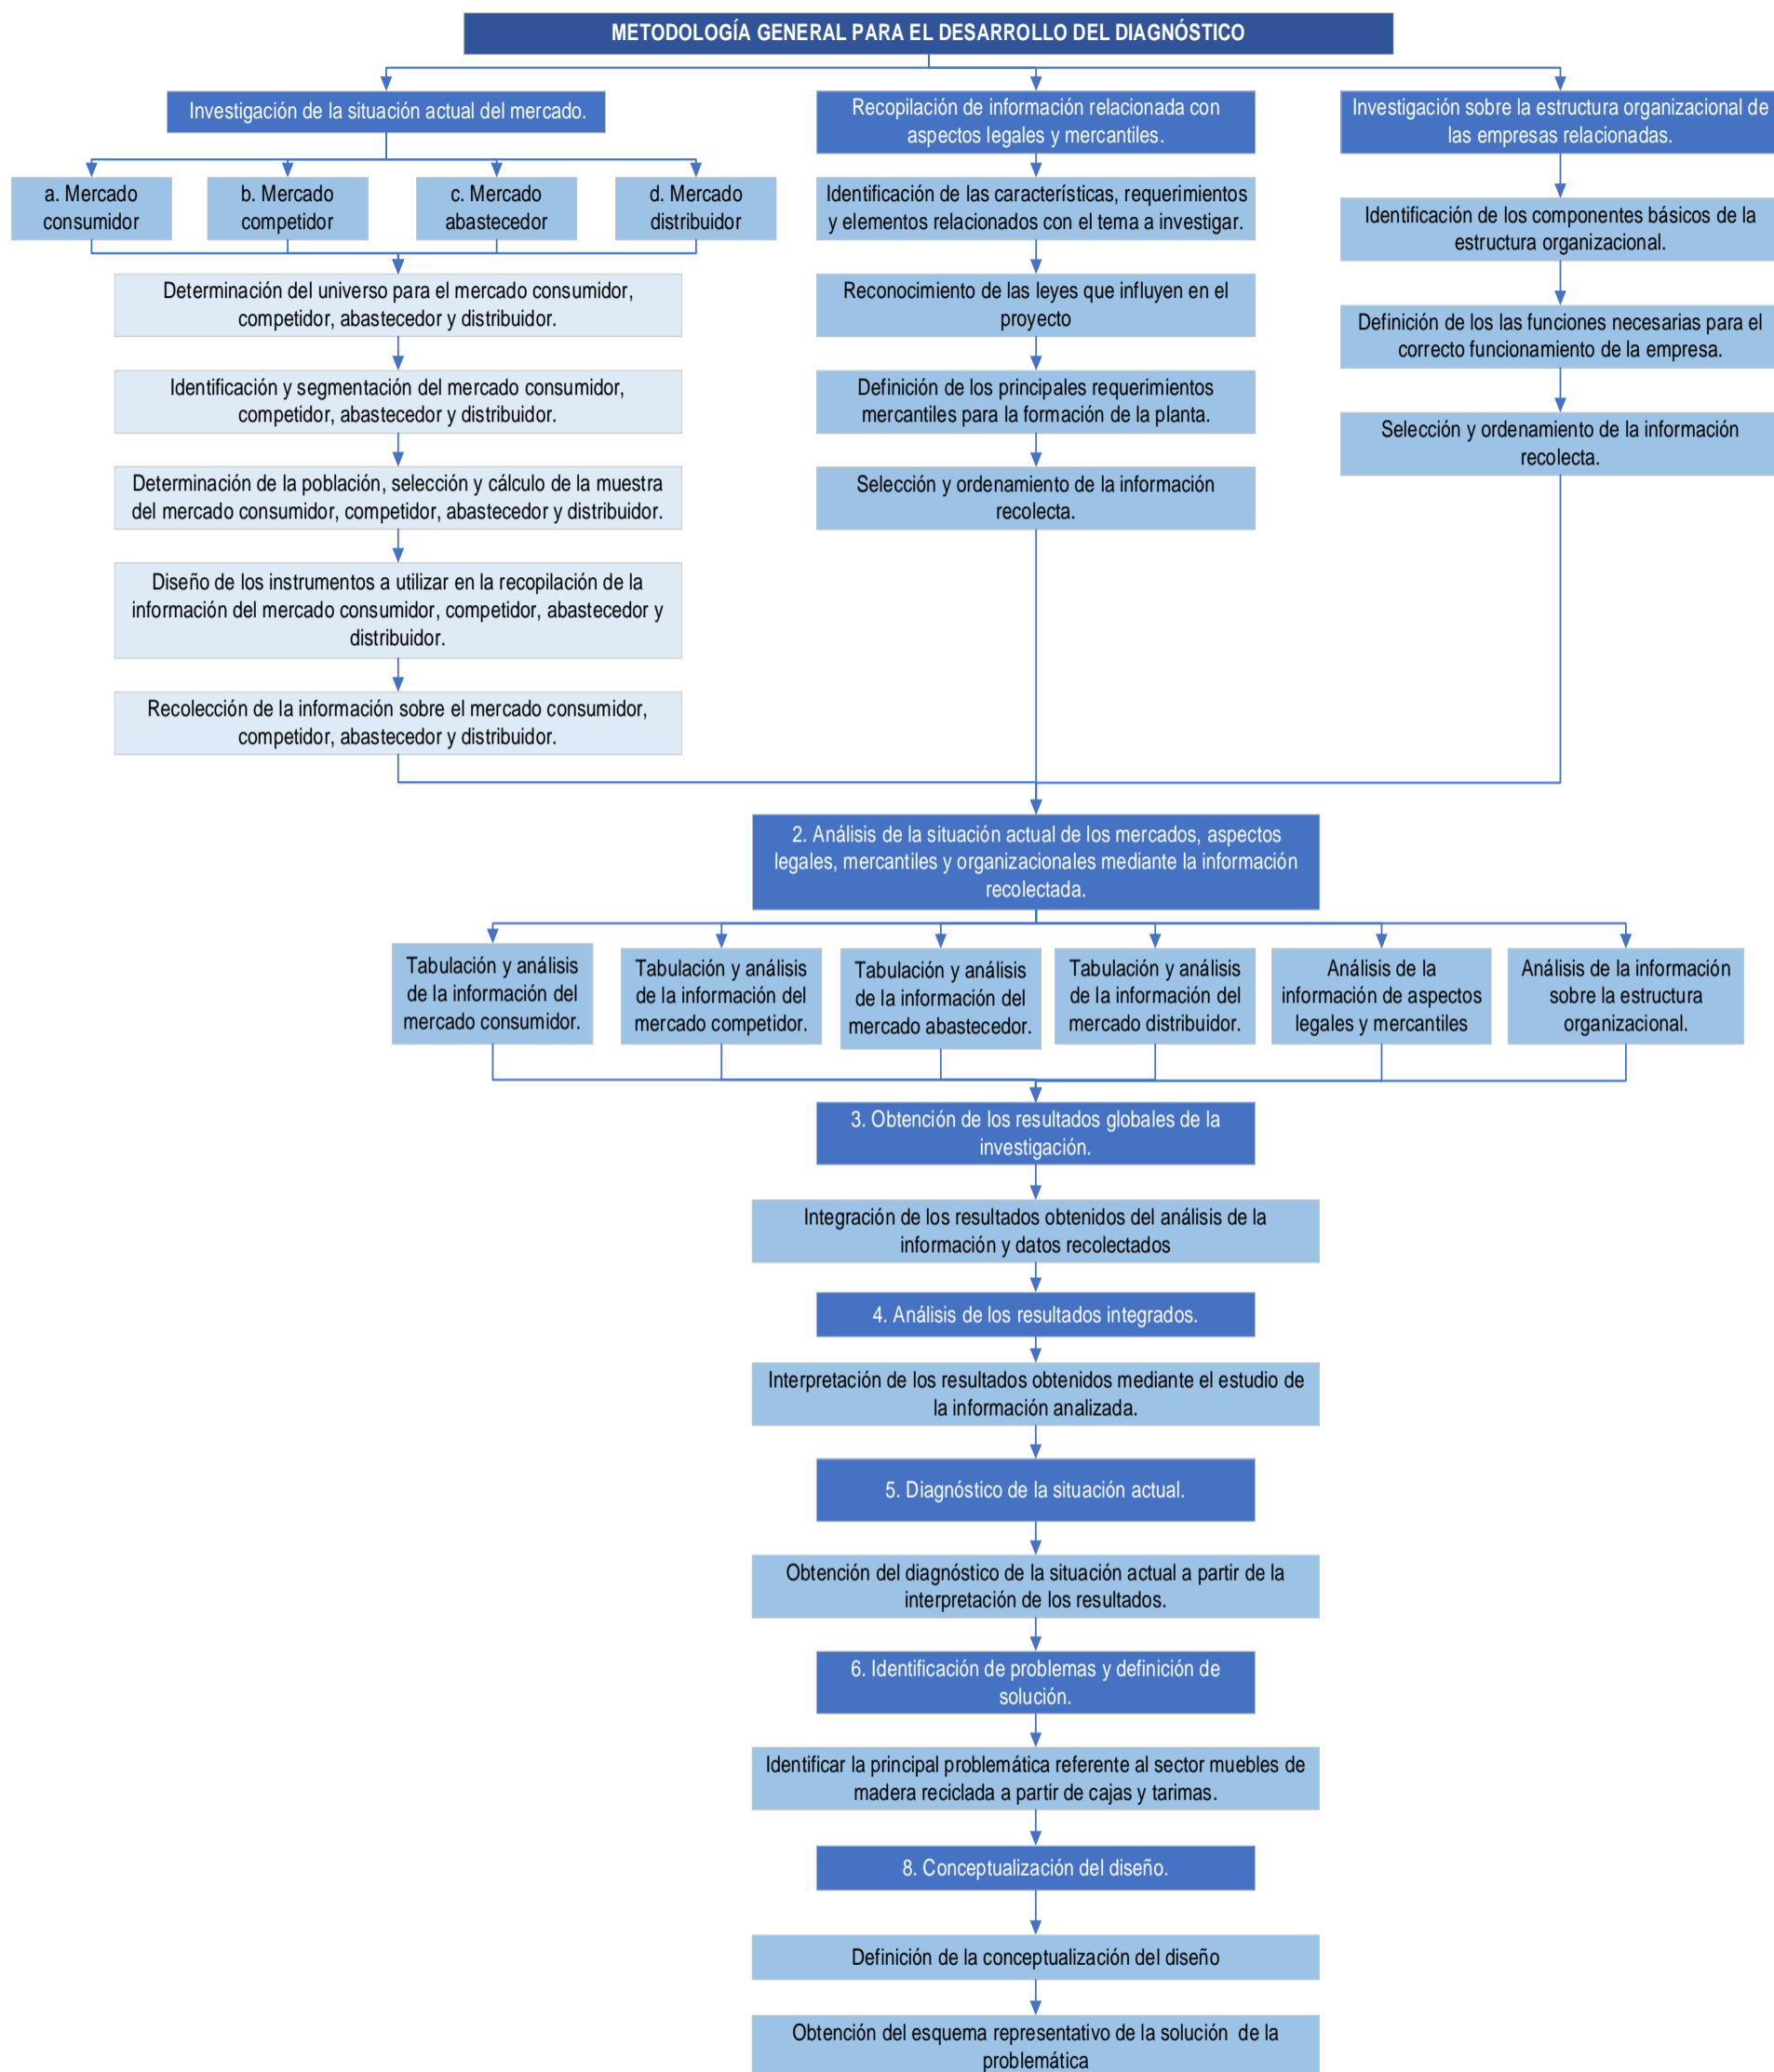 METODOLOGÍA GENERAL PARA EL DESARROLLO DEL DIAGNÓSTICO
Investigación de la situación actual del mercado.
a. Mercado
consumidor
b. Mercado
competidor
c. Mercado
abastecedor
d. Mercado
distribuidor
Determinación del universo para el mercado consumidor,
competidor, abastecedor y distribuidor.
Identificación y segmentación del mercado consumidor,
competidor, abastecedor y distribuidor.
Determinación de la población, selección y cálculo de la muestra
del mercado consumidor, competidor, abastecedor y distribuidor.
Diseño de los instrumentos a utilizar en la recopilación de la
información del mercado consumidor, competidor, abastecedor y
distribuidor.
Recolección de la información sobre el mercado consumidor,
competidor, abastecedor y distribuidor.
Recopilación de información relacionada con
aspectos legales y mercantiles.
Identificación de las características, requerimientos
y elementos relacionados con el tema a investigar.
Reconocimiento de las leyes que influyen en el
proyecto
Definición de los principales requerimientos
mercantiles para la formación de la planta.
Selección y ordenamiento de la información
recolecta.
Investigación sobre la estructura organizacional de
las empresas relacionadas.
Identificación de los componentes básicos de la
estructura organizacional.
Definición de los las funciones necesarias para el
correcto funcionamiento de la empresa.
Selección y ordenamiento de la información
recolecta.
2. Análisis de la situación actual de los mercados, aspectos
legales, mercantiles y organizacionales mediante la información
recolectada.
Tabulación y análisis
de la información del
mercado consumidor.
Tabulación y análisis
de la información del
mercado competidor.
Tabulación y análisis
de la información del
mercado abastecedor.
Tabulación y análisis
de la información del
mercado distribuidor.
Análisis de la
información de aspectos
legales y mercantiles
Análisis de la información
sobre la estructura
organizacional.
3. Obtención de los resultados globales de la
investigación.
Integración de los resultados obtenidos del análisis de la
información y datos recolectados
4. Análisis de los resultados integrados.
Interpretación de los resultados obtenidos mediante el estudio de
la información analizada.
5. Diagnóstico de la situación actual.
Obtención del diagnóstico de la situación actual a partir de la
interpretación de los resultados.
6. Identificación de problemas y definición de
solución.
Identificar la principal problemática referente al sector muebles de
madera reciclada a partir de cajas y tarimas.
8. Conceptualización del diseño.
Definición de la conceptualización del diseño
Obtención del esquema representativo de la solución de la
problemática